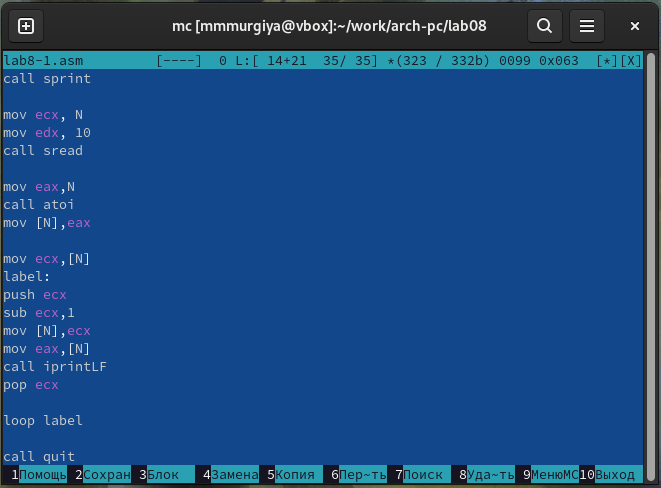 mc [mmmurgiya@vbox]:~/work/arch-pc/lab08
lab8-1.asm [----] 0 L:[ 14+21 35/ 35] *(323 / 332b) 0099 0x063 [*][X]
call sprint
mov ecx, N
mov edx, 10
call sread
mov eax,N
call atoi
mov [N],eax
mov ecx,[N]
label:
push ecx
sub ecx,1
mov [N],ecx
mov eax,[N]
call iprintLF
pop ecx
loop label
call quit
1Помощь 2Сохран 3Блок 4Замена 5Копия 6Пер~ть 7Поиск 8Уда~ть 9МенюМС 10Выход